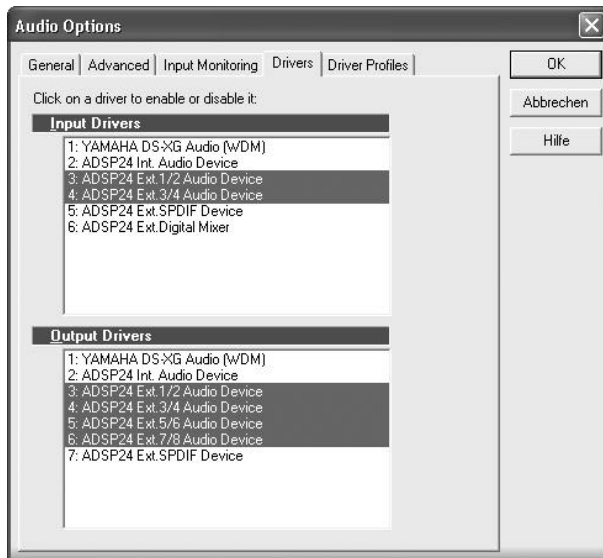 Audio Options
General
Advanced
Input Monitoring
Drivers
Driver Profiles
OK
Abbrechen
Hilfe
Click on a driver to enable or disable it:
Input Drivers
1: YAMAHA DS-XG Audio (WDM)
2: ADSP24 Int. Audio Device
3: ADSP24 Ext.1/2 Audio Device
4: ADSP24 Ext.3/4 Audio Device
5: ADSP24 Ext.SPDIF Device
6: ADSP24 Ext.Digital Mixer
Output Drivers
1: YAMAHA DS-XG Audio (WDM)
2: ADSP24 Int. Audio Device
3: ADSP24 Ext.1/2 Audio Device
4: ADSP24 Ext.3/4 Audio Device
5: ADSP24 Ext.5/6 Audio Device
6: ADSP24 Ext.7/8 Audio Device
7: ADSP24 Ext.SPDIF Device